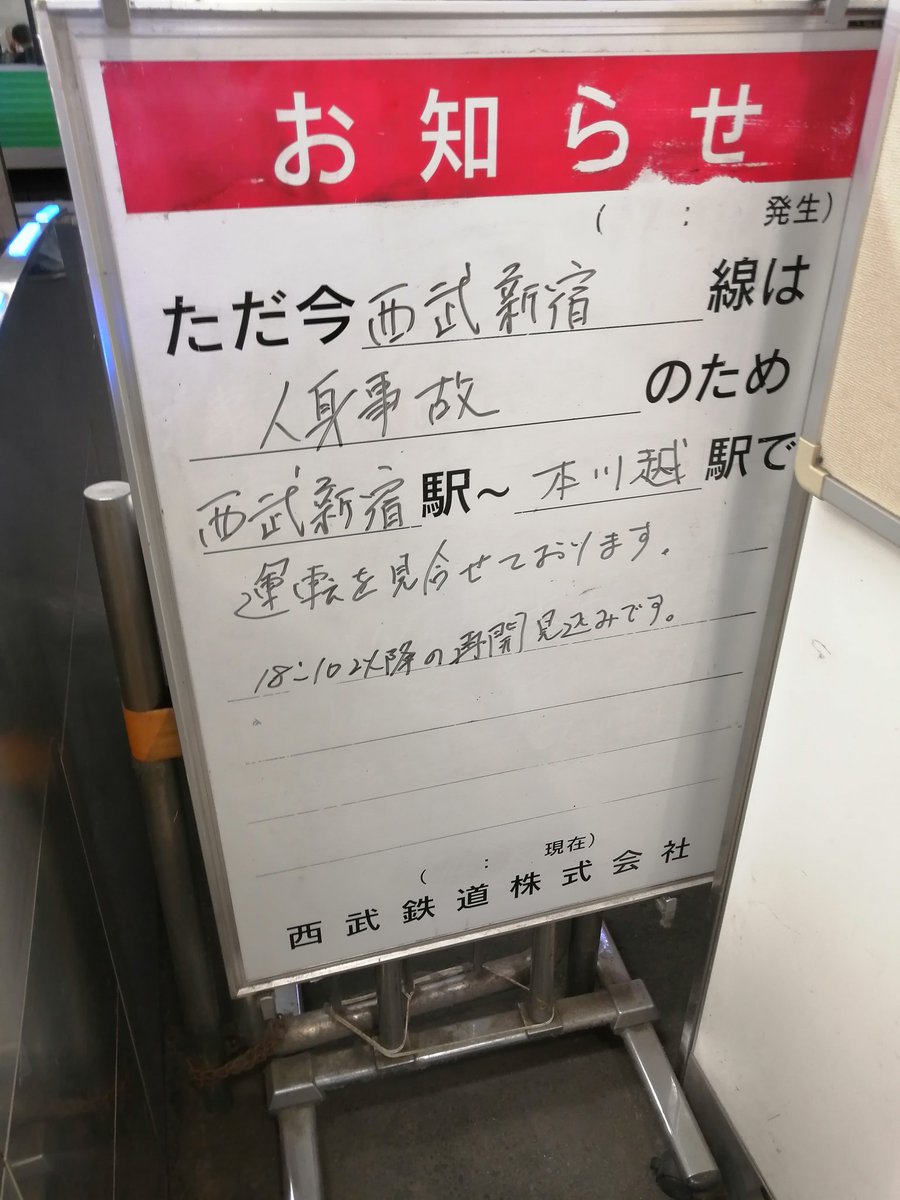 お知らせ
( : 発生)
ただ今西武新宿線は
人身事故のため
西武新宿駅~本川越駅で
運転を見合せております。
18:10以降の再開見込みです。
( : 現在)
西武鉄道株式会社